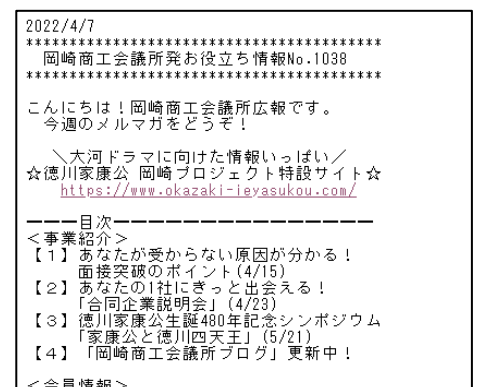 2022/4/7
****************************************
岡崎商工会議所発お役立ち情報No.1038
****************************************
こんにちは！岡崎商工会議所広報です。
今週のメルマガをどうぞ！
＼大河ドラマに向けた情報いっぱい／
☆徳川家康公 岡崎プロジェクト特設サイト☆
https://www.okazaki-ieyasukou.com/
ーーー目次ーーーーーーーーーーーーーーー
＜事業紹介＞
【１】あなたが受からない原因が分かる！
面接突破のポイント(4/15)
【２】あなたの1社にきっと出会える！
「合同企業説明会」(4/23)
【３】徳川家康公生誕480年記念シンポジウム
「家康公と徳川四天王」(5/21)
【４】「岡崎商工会議所ブログ」更新中！
＜会員情報＞